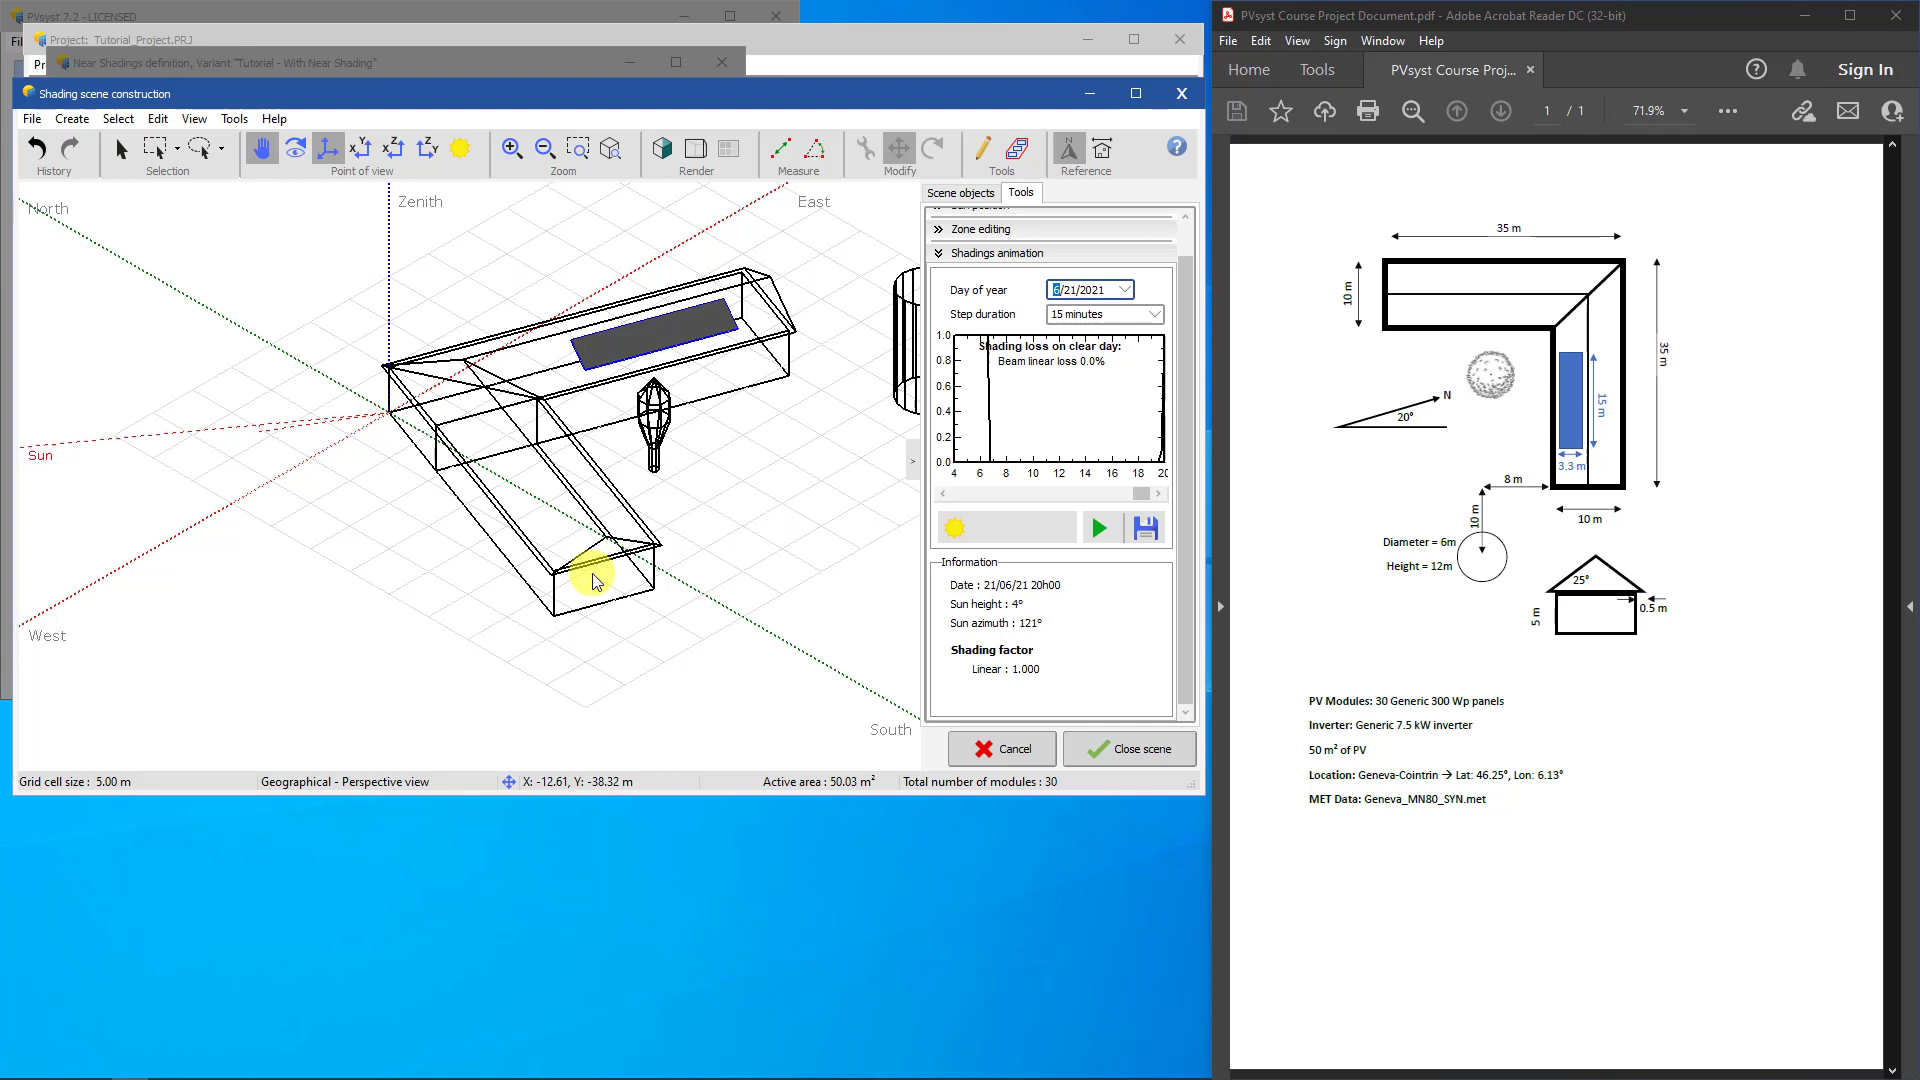 PVsyst 7.2 - LICENSED
Project: Tutorial_Project.PRJ
Near Shadings definition, Variant "Tutorial - With Near Shading"
Shading scene construction
File Create Select Edit View Tools Help
History Selection Point of view Zoom Render Measure Modify Tools Reference
North
Zenith
East
Sun
West
South
Scene objects Tools
Zone editing
Shadings animation
Day of year 6/21/2021
Step duration 15 minutes
Shading loss on clear day:
Beam linear loss 0.0%
1.0
0.8
0.6
0.4
0.2
0.0
4 6 8 10 12 14 16 18 20
Information
Date : 21/06/21 20h00
Sun height : 4°
Sun azimuth : 121°
Shading factor
Linear : 1.000
Cancel
Close scene
Grid cell size : 5.00 m
Geographical - Perspective view
X: -12.61, Y: -38.32 m
Active area : 50.03 m²
Total number of modules : 30
PVsyst Course Project Document.pdf - Adobe Acrobat Reader DC (32-bit)
File Edit View Sign Window Help
Home Tools PVsyst Course Proj... Sign In
1 / 1 71.9%
35 m
10 m
35 m
15 m
N
20°
3.3 m
8 m
10 m
10 m
Diameter = 6m
Height = 12m
25°
5 m
0.5 m
PV Modules: 30 Generic 300 Wp panels
Inverter: Generic 7.5 kW inverter
50 m² of PV
Location: Geneva-Cointrin → Lat: 46.25°, Lon: 6.13°
MET Data: Geneva_MN80_SYN.met